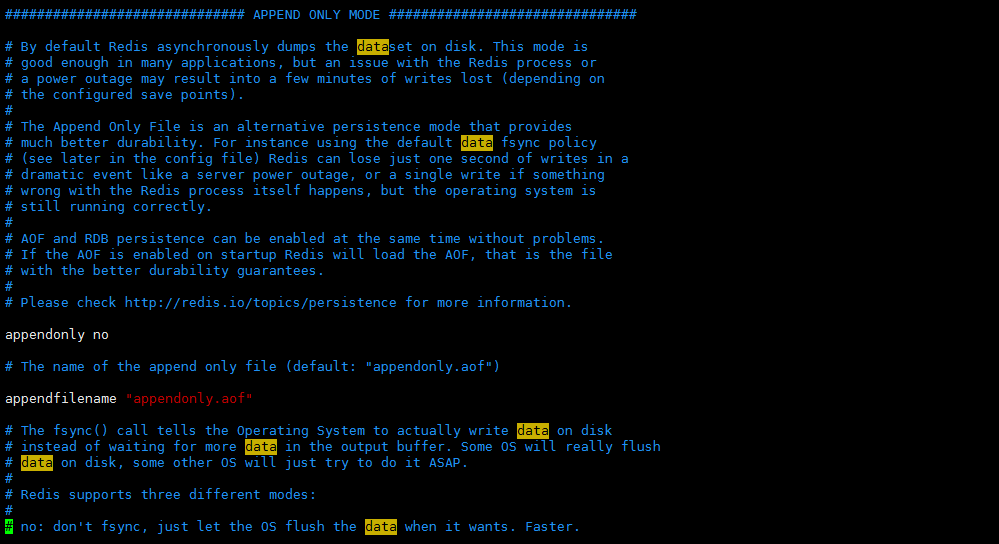 ############################## APPEND ONLY MODE ###############################
# By default Redis asynchronously dumps the dataset on disk. This mode is
# good enough in many applications, but an issue with the Redis process or
# a power outage may result into a few minutes of writes lost (depending on
# the configured save points).
#
# The Append Only File is an alternative persistence mode that provides
# much better durability. For instance using the default data fsync policy
# (see later in the config file) Redis can lose just one second of writes in a
# dramatic event like a server power outage, or a single write if something
# wrong with the Redis process itself happens, but the operating system is
# still running correctly.
#
# AOF and RDB persistence can be enabled at the same time without problems.
# If the AOF is enabled on startup Redis will load the AOF, that is the file
# with the better durability guarantees.
#
# Please check http://redis.io/topics/persistence for more information.
appendonly no
# The name of the append only file (default: "appendonly.aof")
appendfilename "appendonly.aof"
# The fsync() call tells the Operating System to actually write data on disk
# instead of waiting for more data in the output buffer. Some OS will really flush
# data on disk, some other OS will just try to do it ASAP.
#
# Redis supports three different modes:
#
# no: don't fsync, just let the OS flush the data when it wants. Faster.